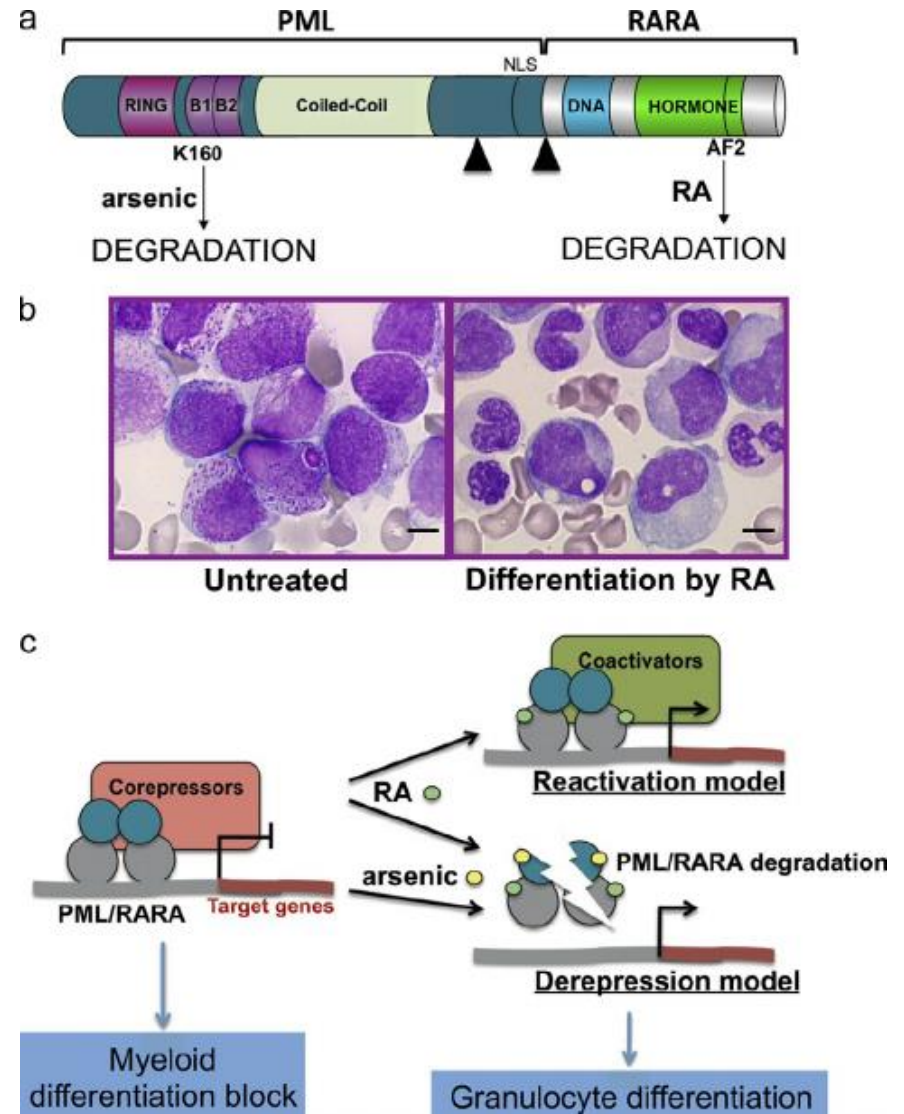 a
PML
RARA
NLS
RING
B1
B2
Coiled-Coil
DNA
HORMONE
K160
AF2
arsenic
RA
DEGRADATION
DEGRADATION
b
Untreated
Differentiation by RA
c
Coactivators
Corepressors
Reactivation model
RA
arsenic
PML/RARA degradation
PML/RARA
Target genes
Derepression model
Myeloid
differentiation block
Granulocyte differentiation